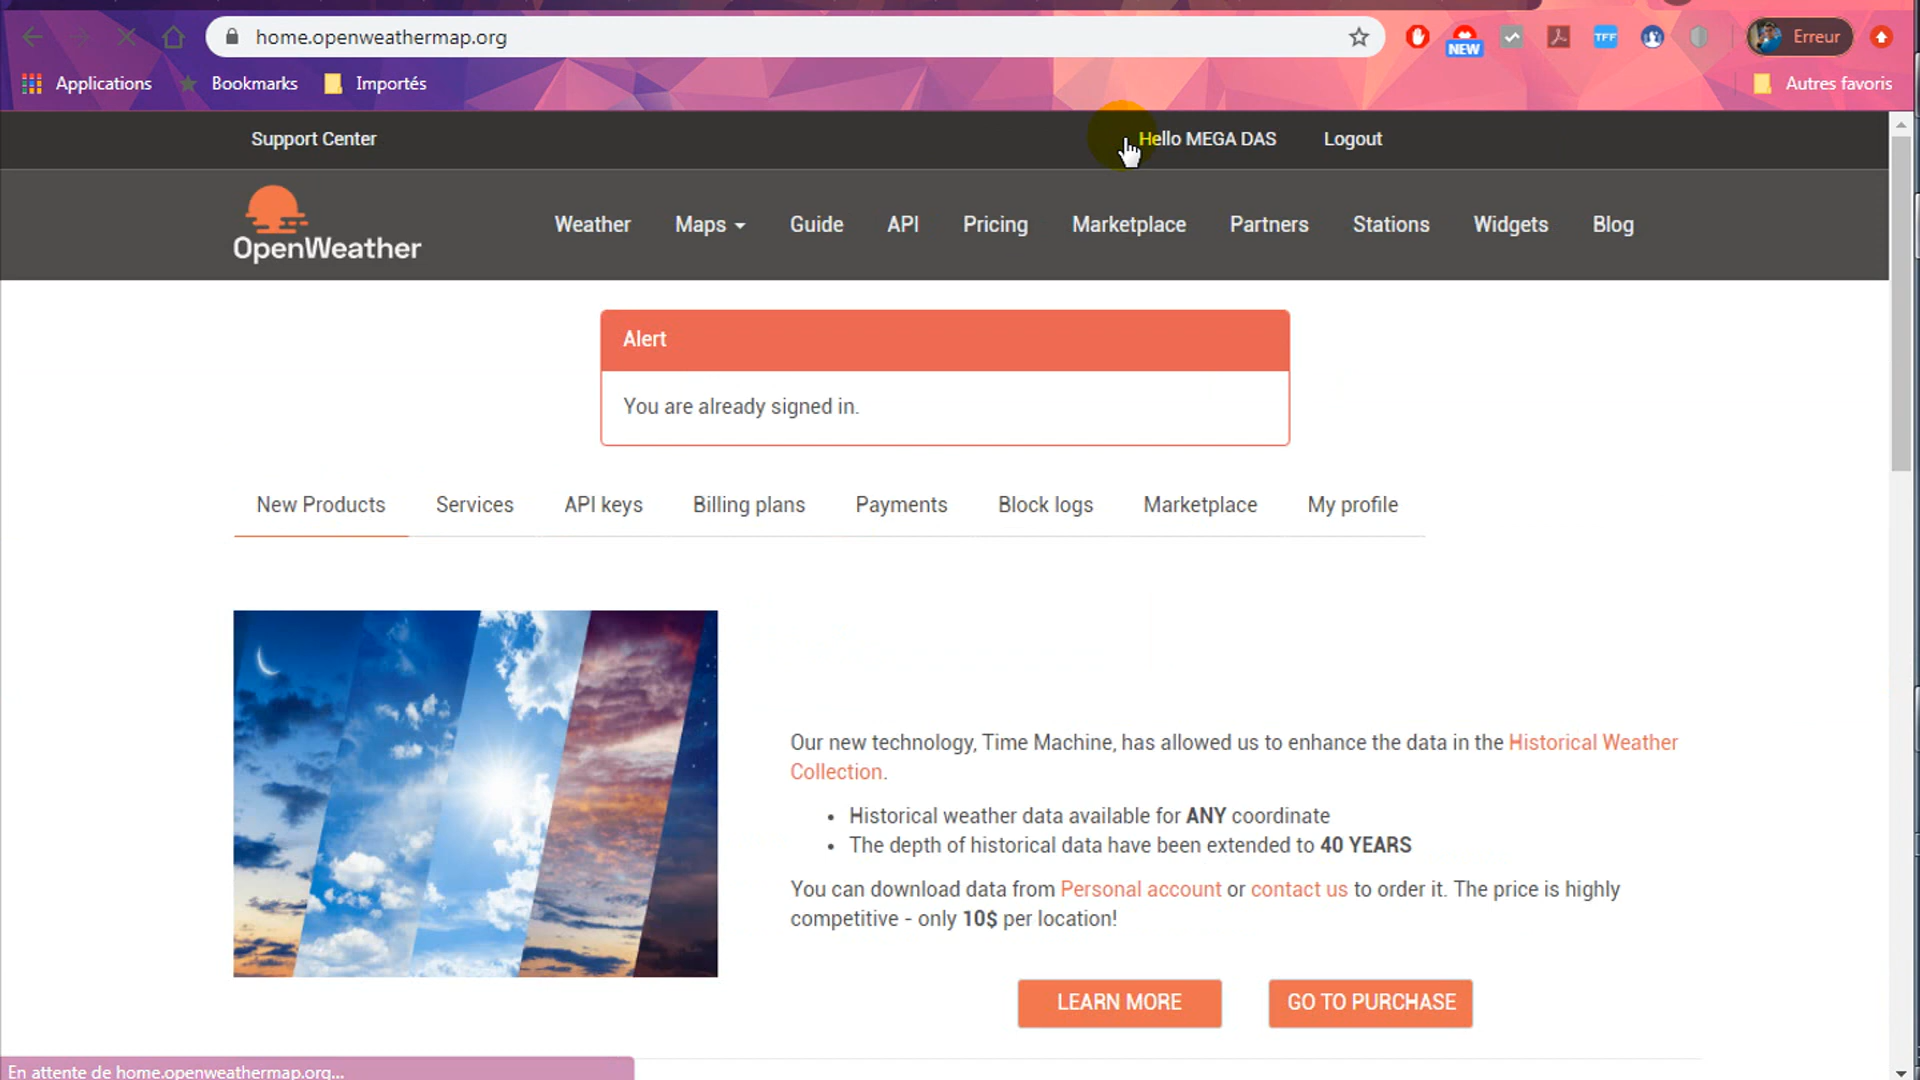 home.openweathermap.org
NEW
TFF
Erreur
Applications
Bookmarks
Importés
Autres favoris
Support Center
Hello MEGA DAS
Logout
OpenWeather
Weather
Maps
Guide
API
Pricing
Marketplace
Partners
Stations
Widgets
Blog
Alert
You are already signed in.
New Products
Services
API keys
Billing plans
Payments
Block logs
Marketplace
My profile
Our new technology, Time Machine, has allowed us to enhance the data in the Historical Weather
Collection.
• Historical weather data available for ANY coordinate
• The depth of historical data have been extended to 40 YEARS
You can download data from Personal account or contact us to order it. The price is highly
competitive - only 10$ per location!
LEARN MORE
GO TO PURCHASE
En attente de home.openweathermap.org...